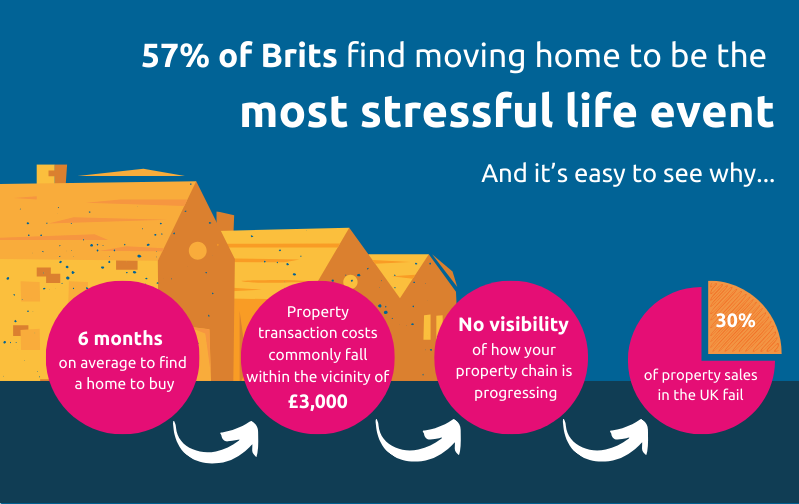 57% of Brits find moving home to be the
most stressful life event
And it's easy to see why...
6 months
on average to find
a home to buy
Property
transaction costs
commonly fall
within the vicinity of
£3,000
No visibility
of how your
property chain is
progressing
30%
of property sales
in the UK fail